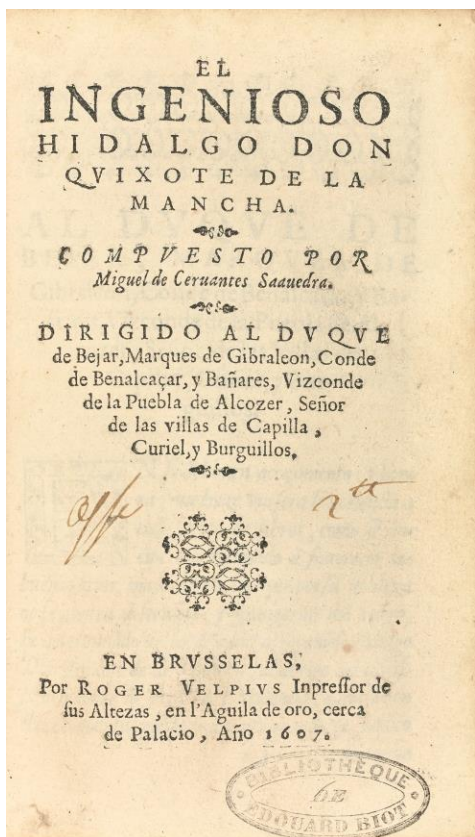 EL
INGENIOSO
HIDALGO DON
QVIXOTE DE LA
MANCHA.
COMPVESTO POR
Miguel de Ceruantes Saauedra.
DIRIGIDO AL DVQVE
de Bejar, Marques de Gibraleon, Conde
de Benalcaçar, y Bañares, Vizconde
de la Puebla de Alcozer, Señor
de las villas de Capilla,
Curiel, y Burguillos.
EN BRVSSELAS,
Por ROGER VELPIVS Inpreſſor de
ſus Altezas, en l'Aguila de oro, cerca
de Palacio, Año 1607.
BIBLIOTHÈQUE
DE
EDOUARD BIOT